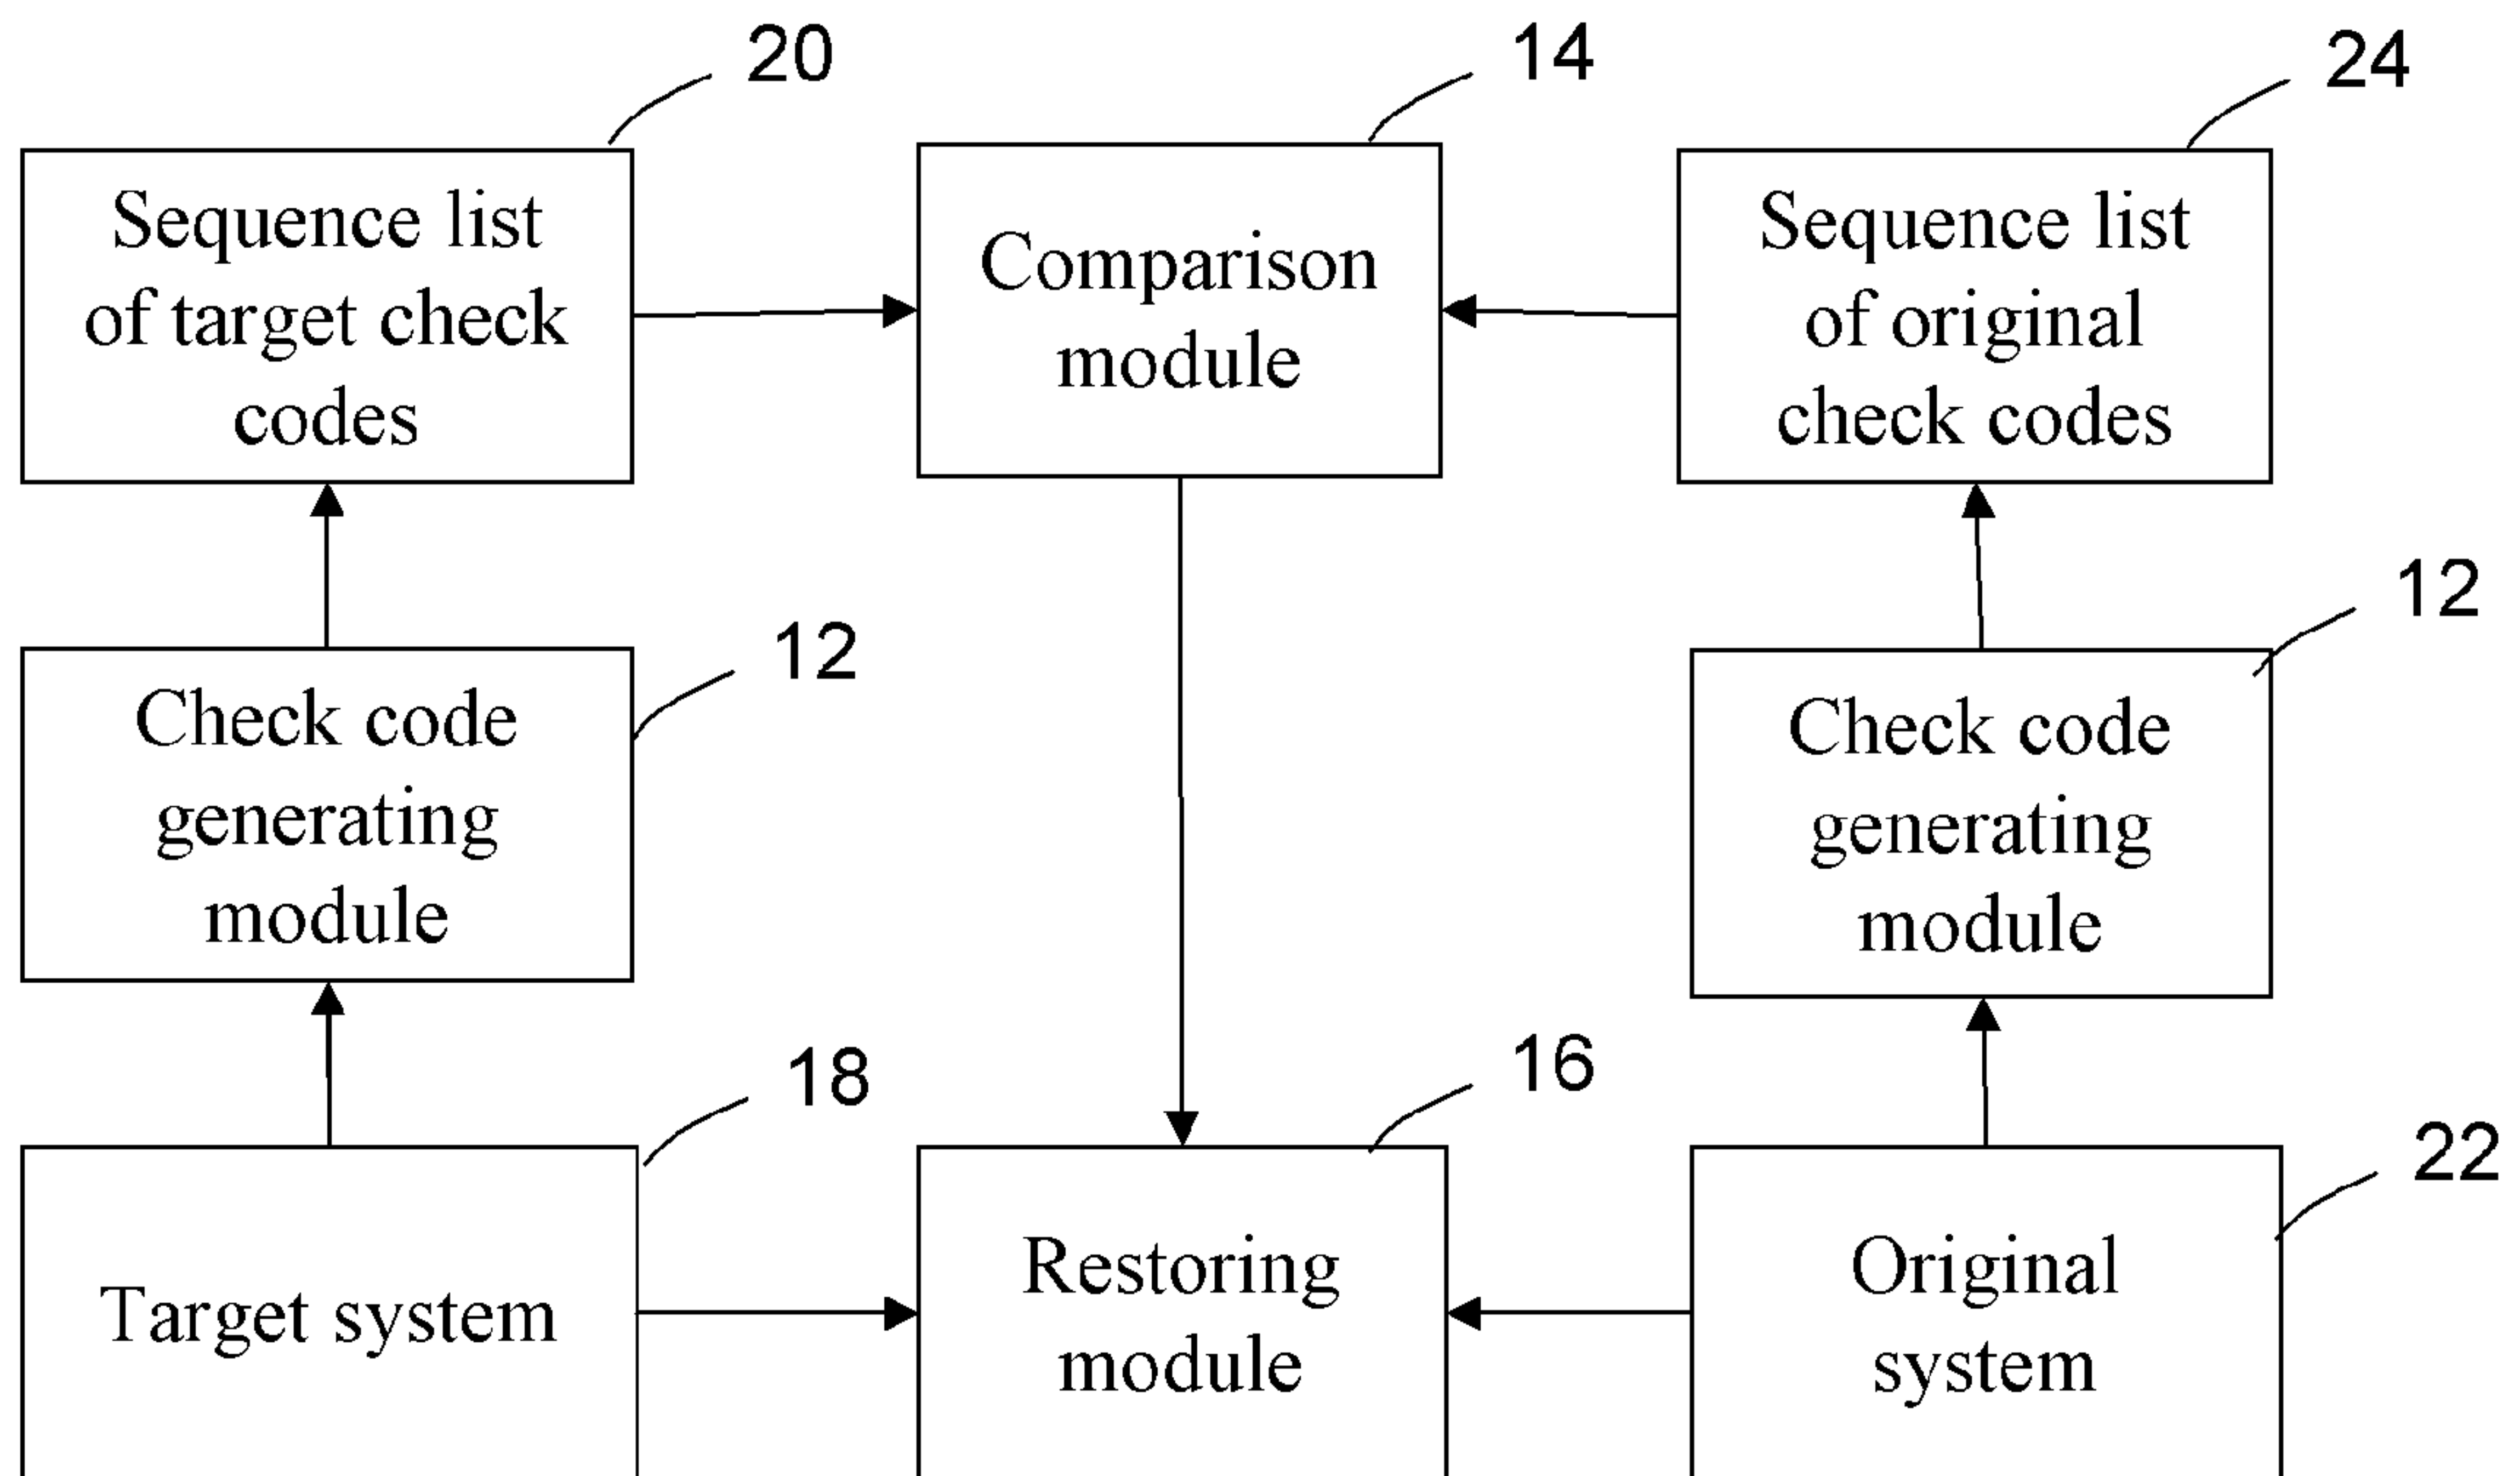 20
14
24
Sequence list
of target check
codes
Comparison
module
Sequence list
of original
check codes
12
12
Check code
generating
module
Check code
generating
module
18
16
22
Target system
Restoring
module
Original
system